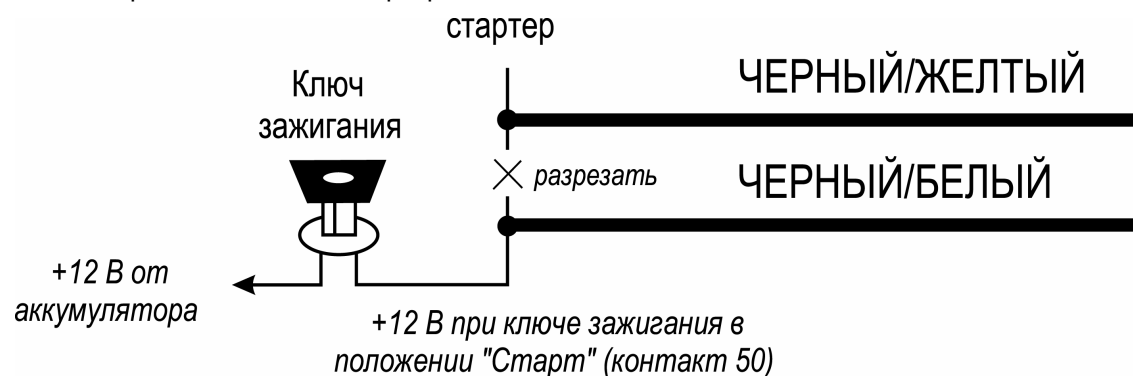 стартер
ЧЕРНЫЙ/ЖЕЛТЫЙ
Ключ
зажигания
разрезать
ЧЕРНЫЙ/БЕЛЫЙ
+12 В от
аккумулятора
+12 В при ключе зажигания в
положении "Старт" (контакт 50)